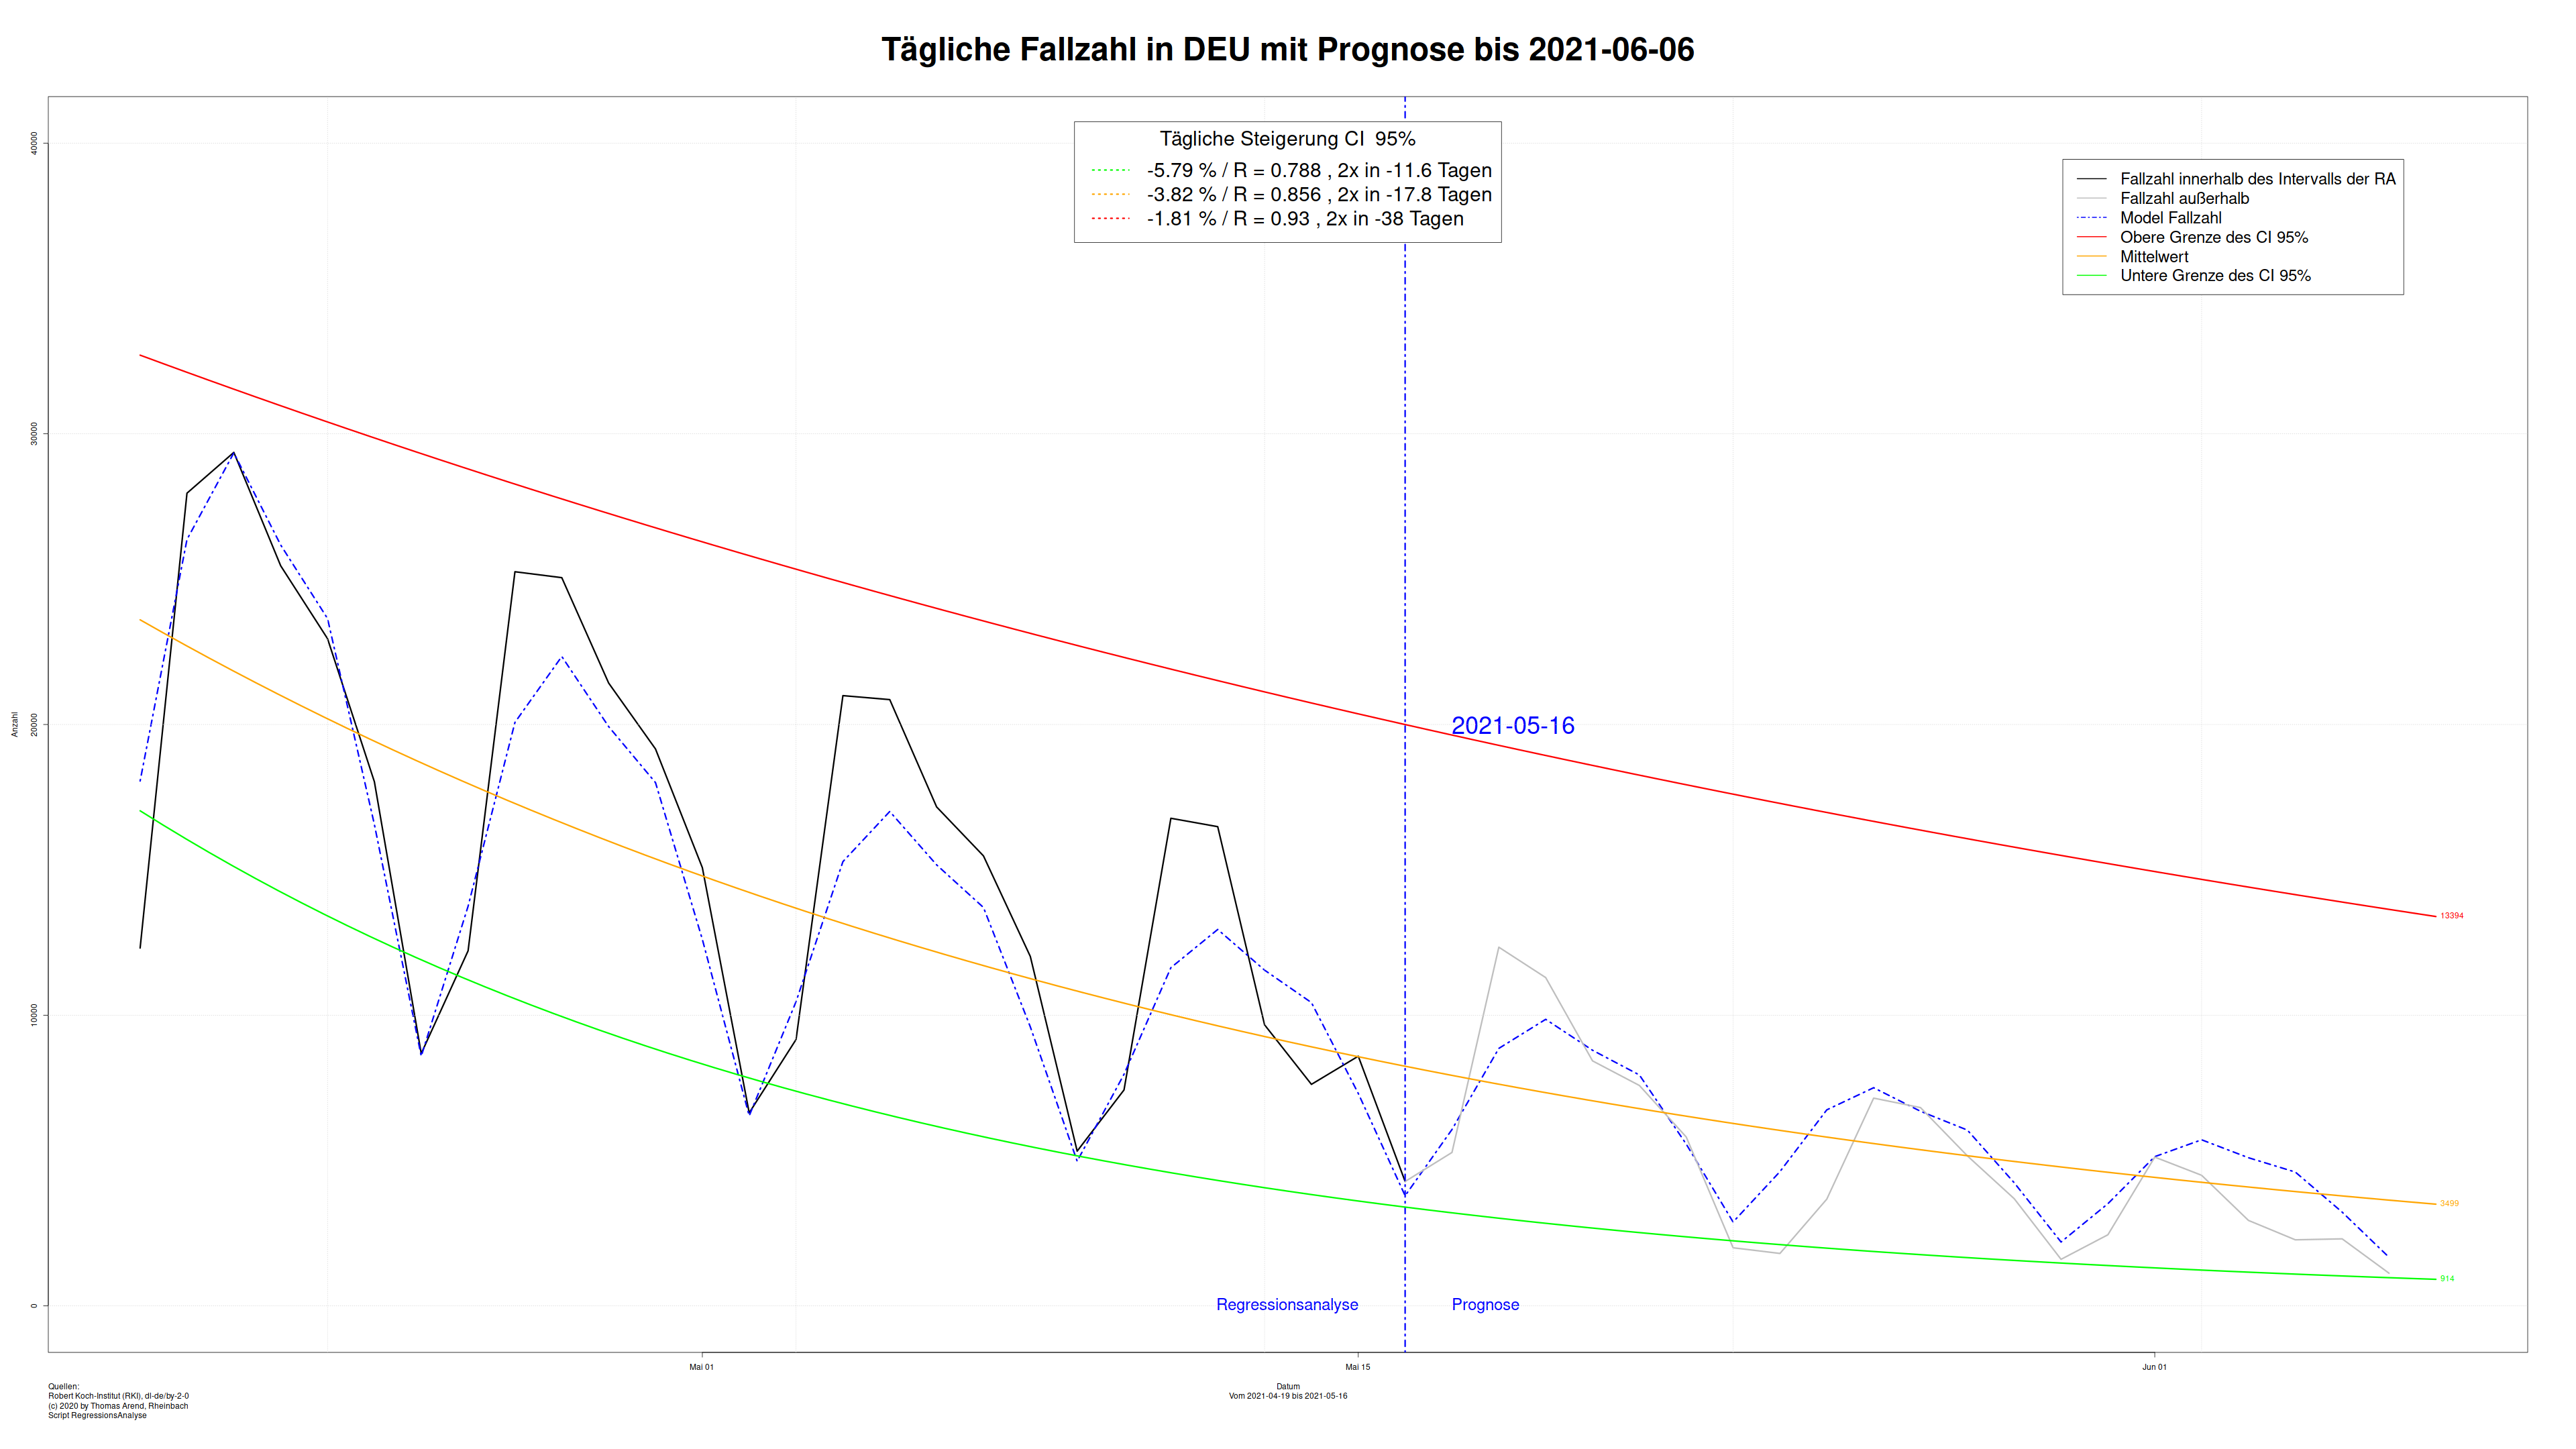 Tägliche Fallzahl in DEU mit Prognose bis 2021-06-06
Tägliche Steigerung CI  95%
-5.79 % / R = 0.788 , 2x in -11.6 Tagen
-3.82 % / R = 0.856 , 2x in -17.8 Tagen
-1.81 % / R = 0.93 , 2x in -38 Tagen
Fallzahl innerhalb des Intervalls der RA
Fallzahl außerhalb
Model Fallzahl
Obere Grenze des CI 95%
Mittelwert
Untere Grenze des CI 95%
40000
30000
20000
10000
0
Anzahl
2021-05-16
13394
3499
914
Regressionsanalyse
Prognose
Mai 01
Mai 15
Jun 01
Datum
Vom 2021-04-19 bis 2021-05-16
Quellen:
Robert Koch-Institut (RKI), dl-de/by-2-0
(c) 2020 by Thomas Arend, Rheinbach
Script RegressionsAnalyse